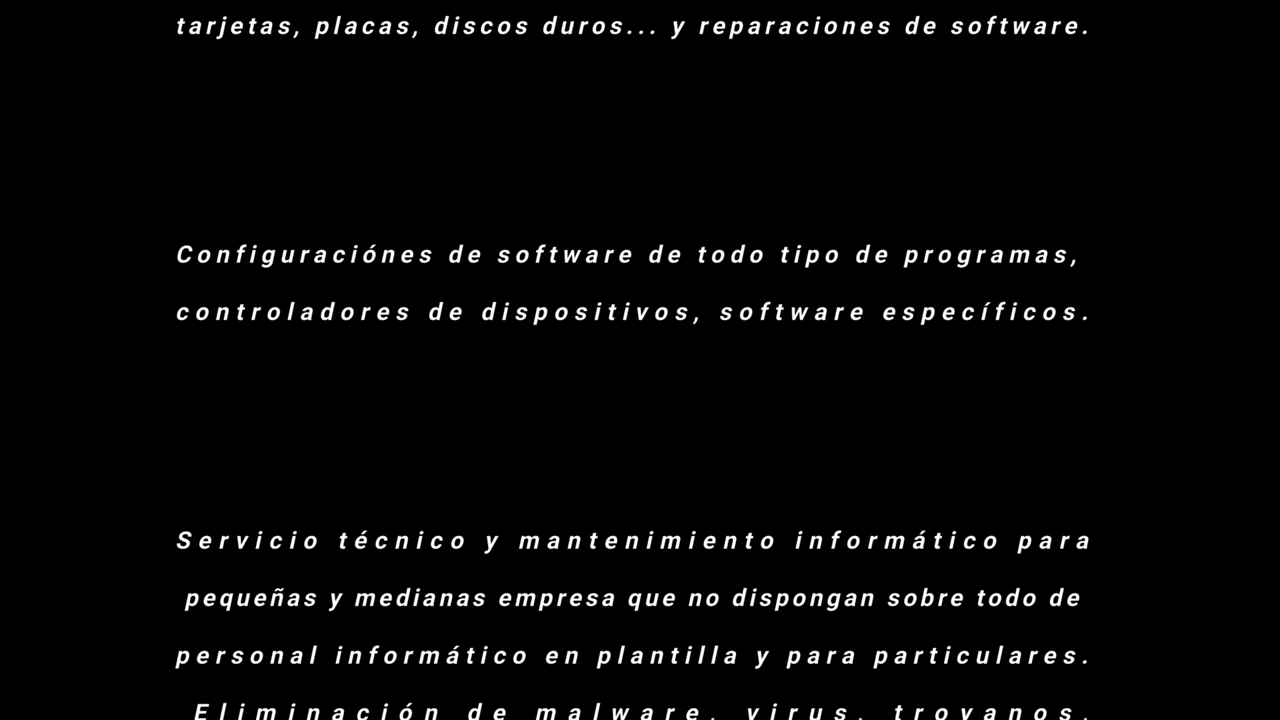 tarjetas, placas, discos duros... y reparaciones de software.
Configuraciónes de software de todo tipo de programas,
controladores de dispositivos, software específicos.
Servicio técnico y mantenimiento informático para
pequeñas y medianas empresa que no dispongan sobre todo de
personal informático en plantilla y para particulares.
Eliminación de malware, virus, troyanos,